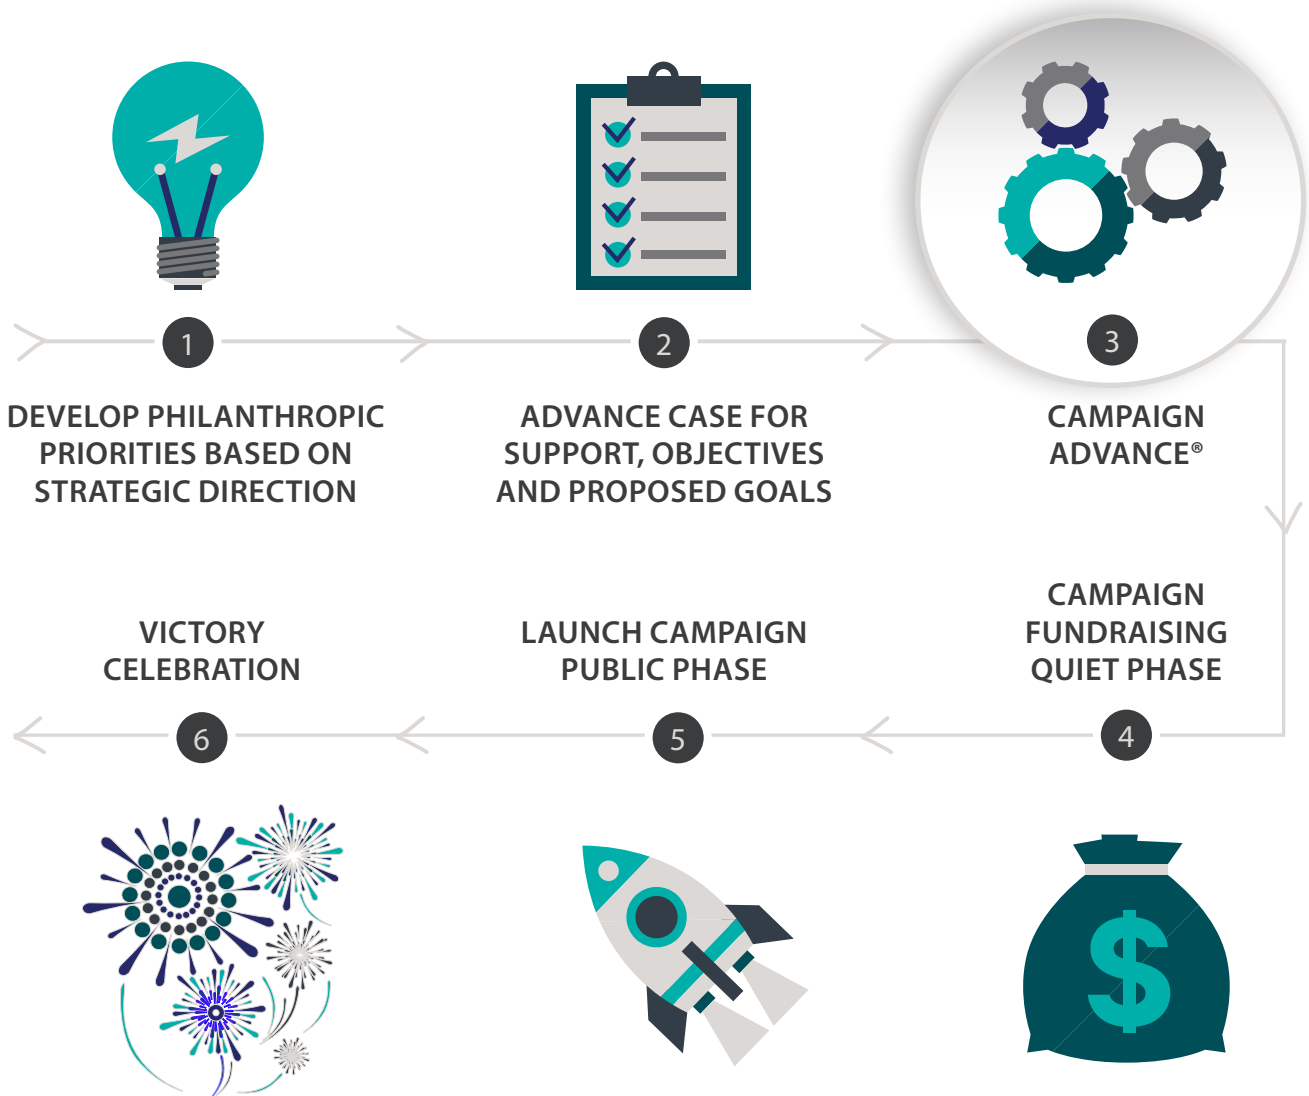 1
DEVELOP PHILANTHROPIC
PRIORITIES BASED ON
STRATEGIC DIRECTION
2
ADVANCE CASE FOR
SUPPORT, OBJECTIVES
AND PROPOSED GOALS
3
CAMPAIGN
ADVANCE®
CAMPAIGN
FUNDRAISING
QUIET PHASE
4
$
LAUNCH CAMPAIGN
PUBLIC PHASE
5
VICTORY
CELEBRATION
6